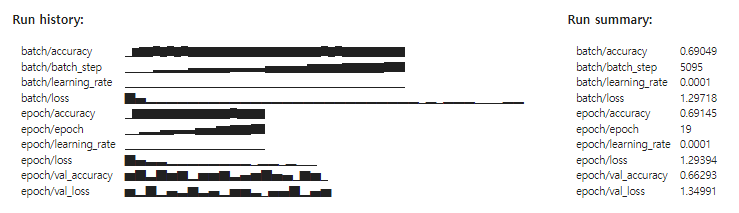 Run history:
Run summary:
batch/accuracy 0.69049
batch/batch_step 5095
batch/learning_rate 0.0001
batch/loss 1.29718
epoch/accuracy 0.69145
epoch/epoch 19
epoch/learning_rate 0.0001
epoch/loss 1.29394
epoch/val_accuracy 0.66293
epoch/val_loss 1.34991
batch/accuracy
batch/batch_step
batch/learning_rate
batch/loss
epoch/accuracy
epoch/epoch
epoch/learning_rate
epoch/loss
epoch/val_accuracy
epoch/val_loss